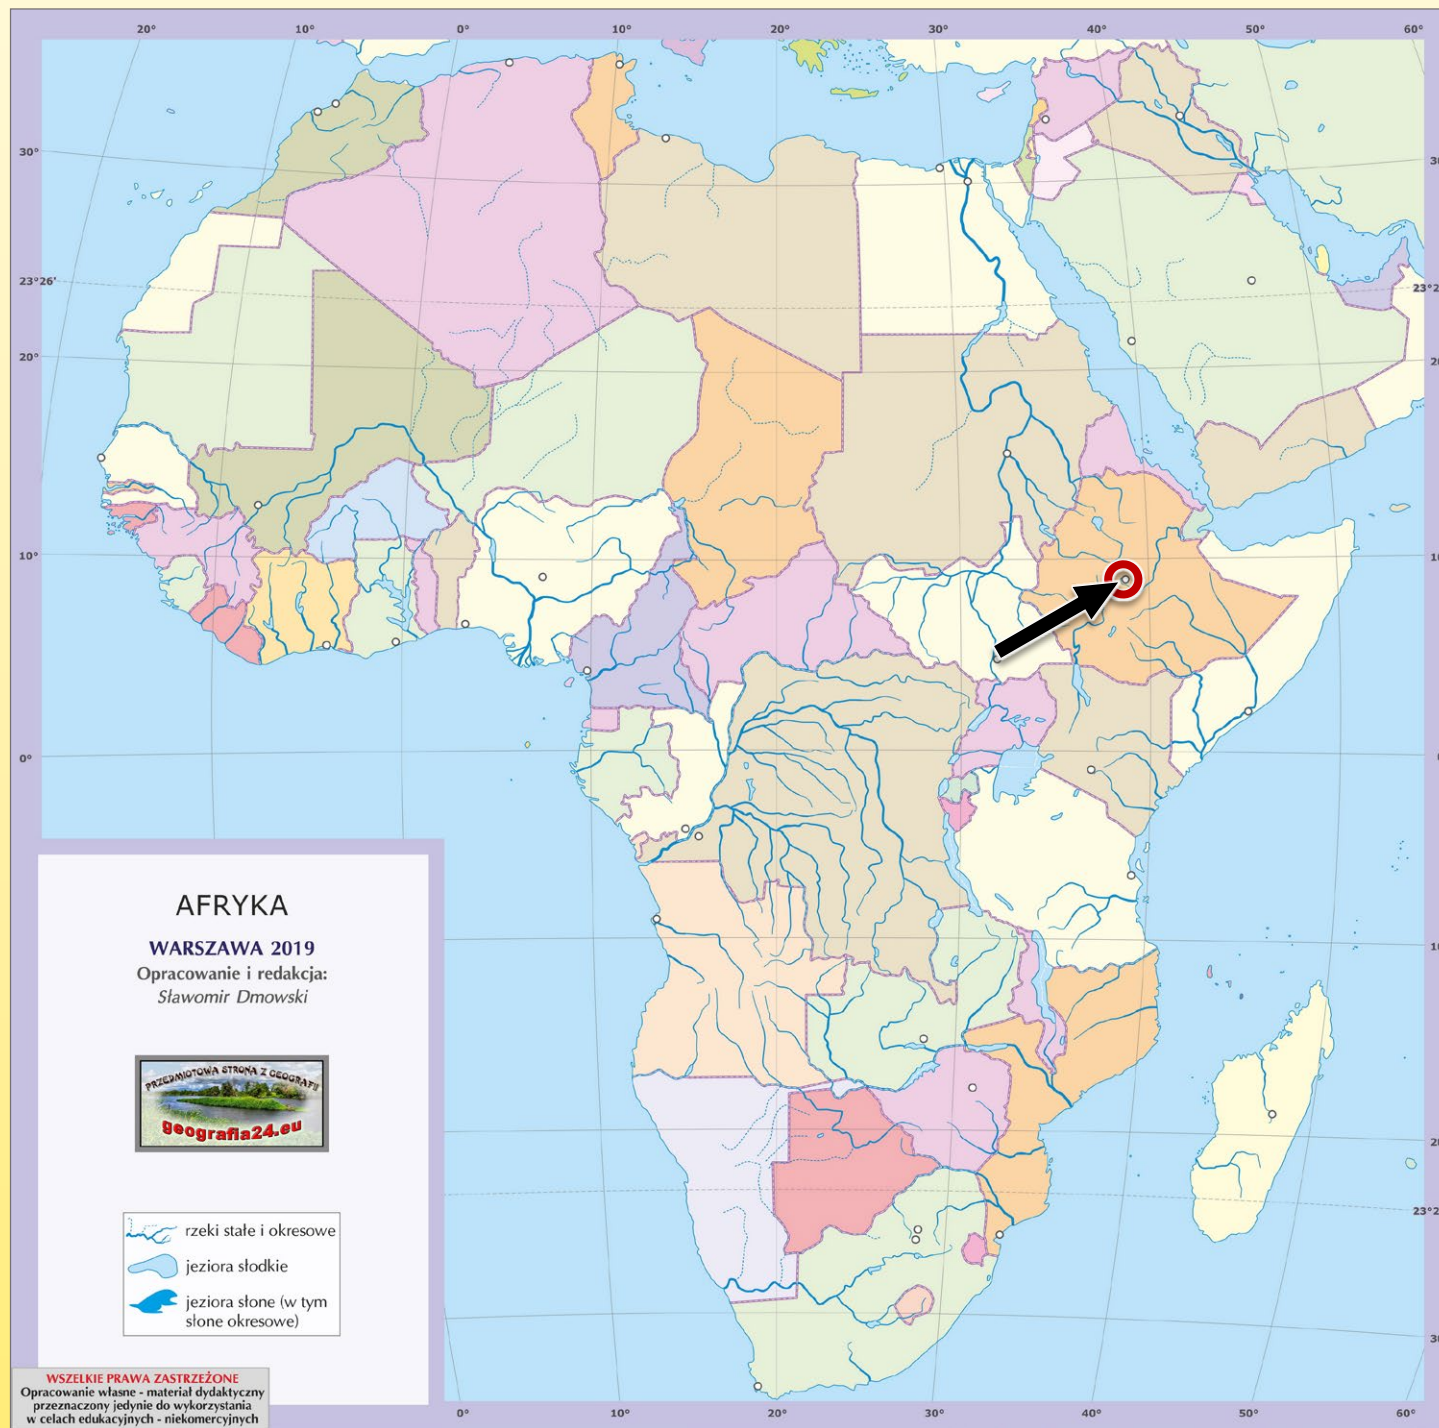 20° 10° 0° 10° 20° 30° 40° 50° 60°
30°
23°26'
20°
10°
0°
AFRYKA
WARSZAWA 2019
Opracowanie i redakcja:
Sławomir Dmowski
PRZEDMIOTOWA STRONA Z GEOGRAFII
geografia24.eu
rzeki stałe i okresowe
jeziora słodkie
jeziora słone (w tym
słone okresowe)
WSZELKIE PRAWA ZASTRZEŻONE
Opracowanie własne - materiał dydaktyczny
przeznaczony jedynie do wykorzystania
w celach edukacyjnych - niekomercyjnych
0° 10° 20° 30° 40° 50° 60°